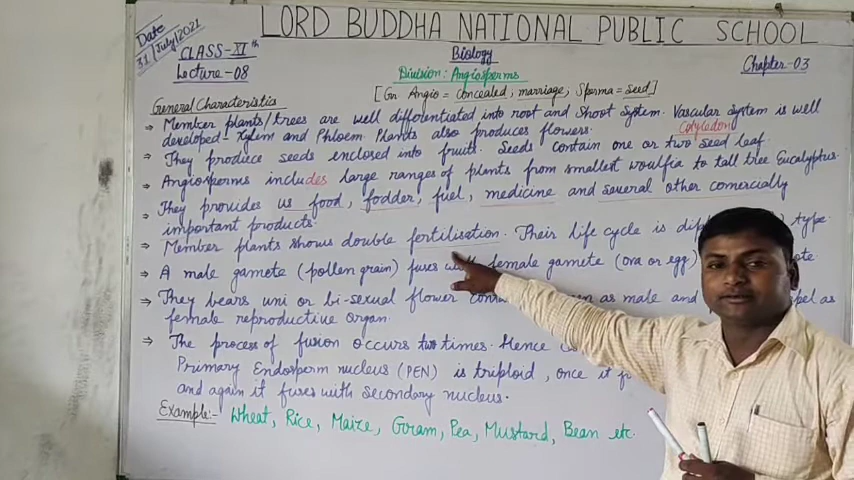 LORD BUDDHA NATIONAL PUBLIC SCHOOL
Date
31/July/2021
CLASS-XIth
Lecture-08
Biology
Division: Angiosperms
Chapter-03
[Gr Angio = concealed, marriage; Sperma = seed]
General Characteristics
→ Member plants/trees are well differentiated into root and Shoot System. Vascular System is well
developed - Xylem and Phloem. Plants also produces flowers.
Cotyledon
→ They produce seeds enclosed into fruits. Seeds contain one or two seed leaf.
→ Angiosperms includes large ranges of plants from smallest woulfia to tall tree Eucalyptus.
→ They provides us food, fodder, fuel, medicine and several other comercially
important products.
→ Member plants shows double fertilisation. Their life cycle is type
→ A male gamete (pollen grain) fuses female gamete (ova or egg)
→ They bears uni or bi-sexual flower as male and as
female reproductive organ.
→ The process of fusion occurs two times. Hence
Primary Endosperm nucleus (PEN) is triploid, once it
and again it fuses with secondary nucleus.
Example:- Wheat, Rice, Maize, Gram, Pea, Mustard, Bean etc.